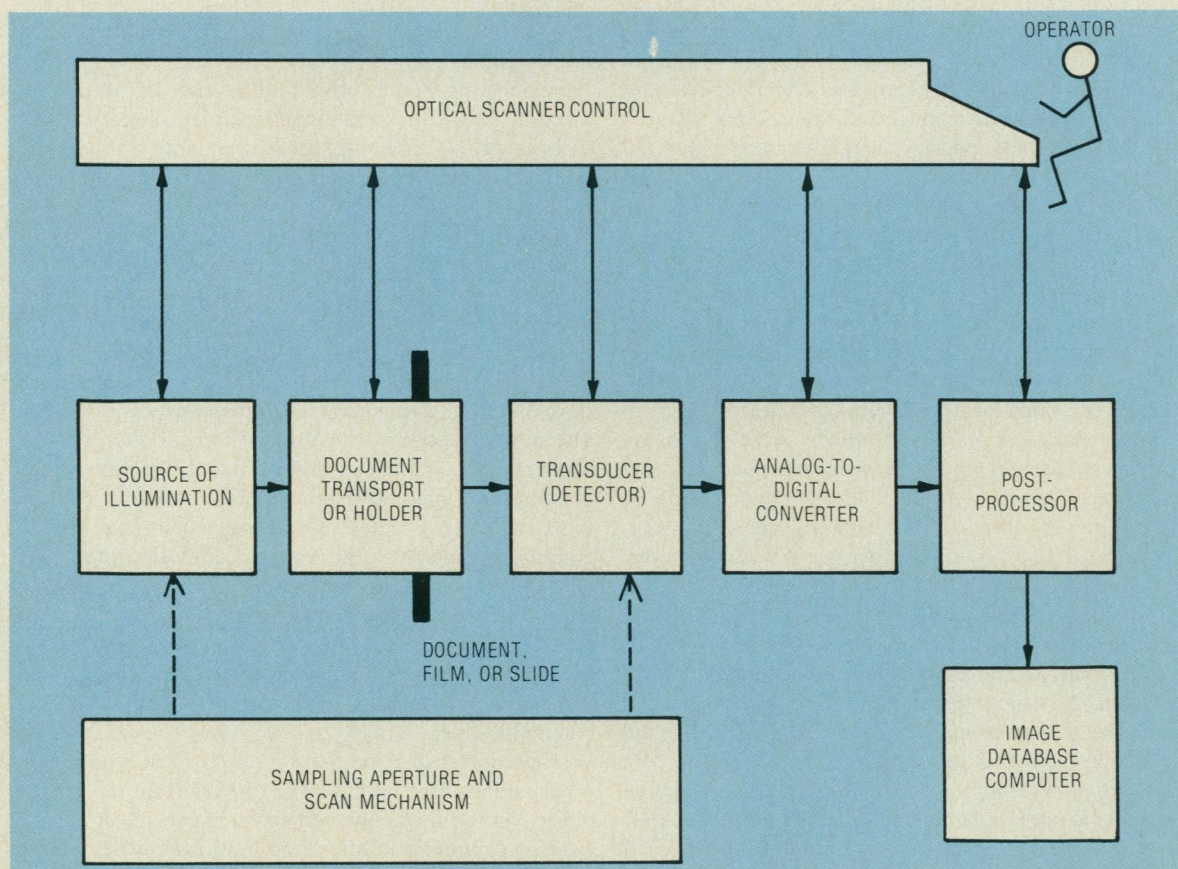 OPERATOR
OPTICAL SCANNER CONTROL
SOURCE OF
ILLUMINATION
DOCUMENT
TRANSPORT
OR HOLDER
TRANSDUCER
(DETECTOR)
ANALOG-TO-
DIGITAL
CONVERTER
POST-
PROCESSOR
DOCUMENT,
FILM, OR SLIDE
SAMPLING APERTURE AND
SCAN MECHANISM
IMAGE
DATABASE
COMPUTER